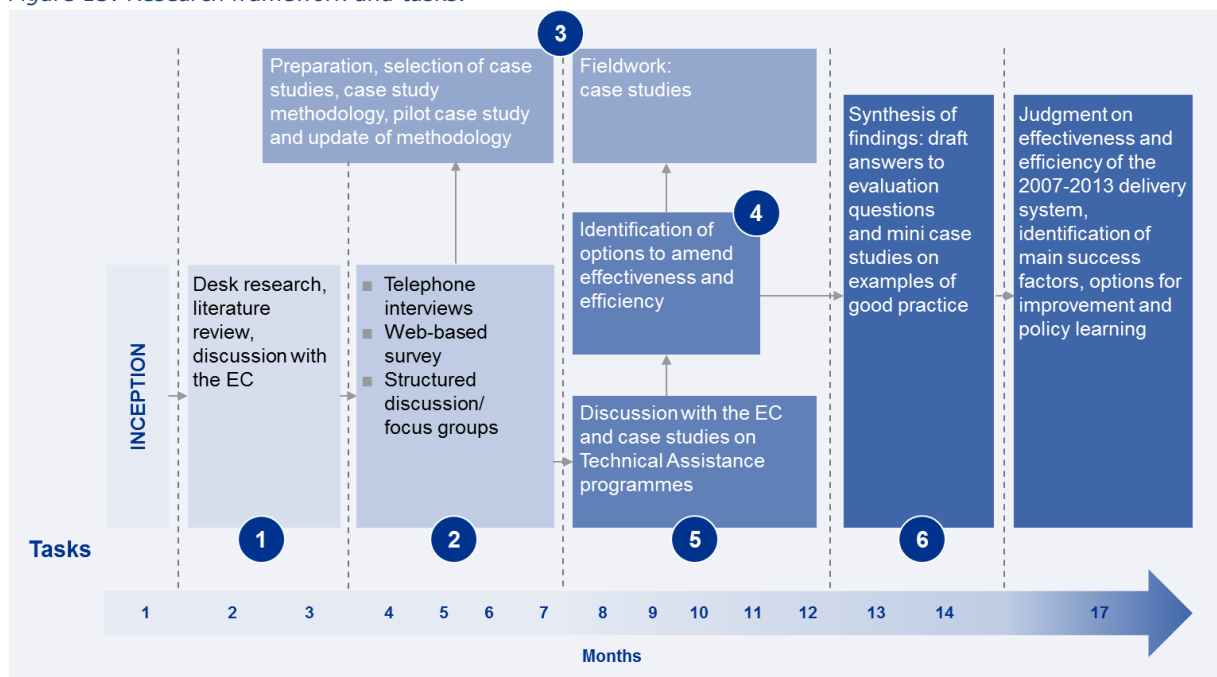 3
Preparation, selection of case
studies, case study
methodology, pilot case study
and update of methodology
Fieldwork:
case studies
Synthesis of
findings: draft
answers to
evaluation
questions
and mini case
studies on
examples of
good practice
Judgment on
effectiveness and
efficiency of the
2007-2013 delivery
system,
identification of
main success
factors, options for
improvement and
policy learning
4
Identification of
options to amend
effectiveness and
efficiency
INCEPTION
Desk research,
literature
review,
discussion with
the EC
Telephone
interviews
Web-based
survey
Structured
discussion/
focus groups
Discussion with the EC
and case studies on
Technical Assistance
programmes
Tasks
1
2
5
6
1 2 3 4 5 6 7 8 9 10 11 12 13 14 17
Months